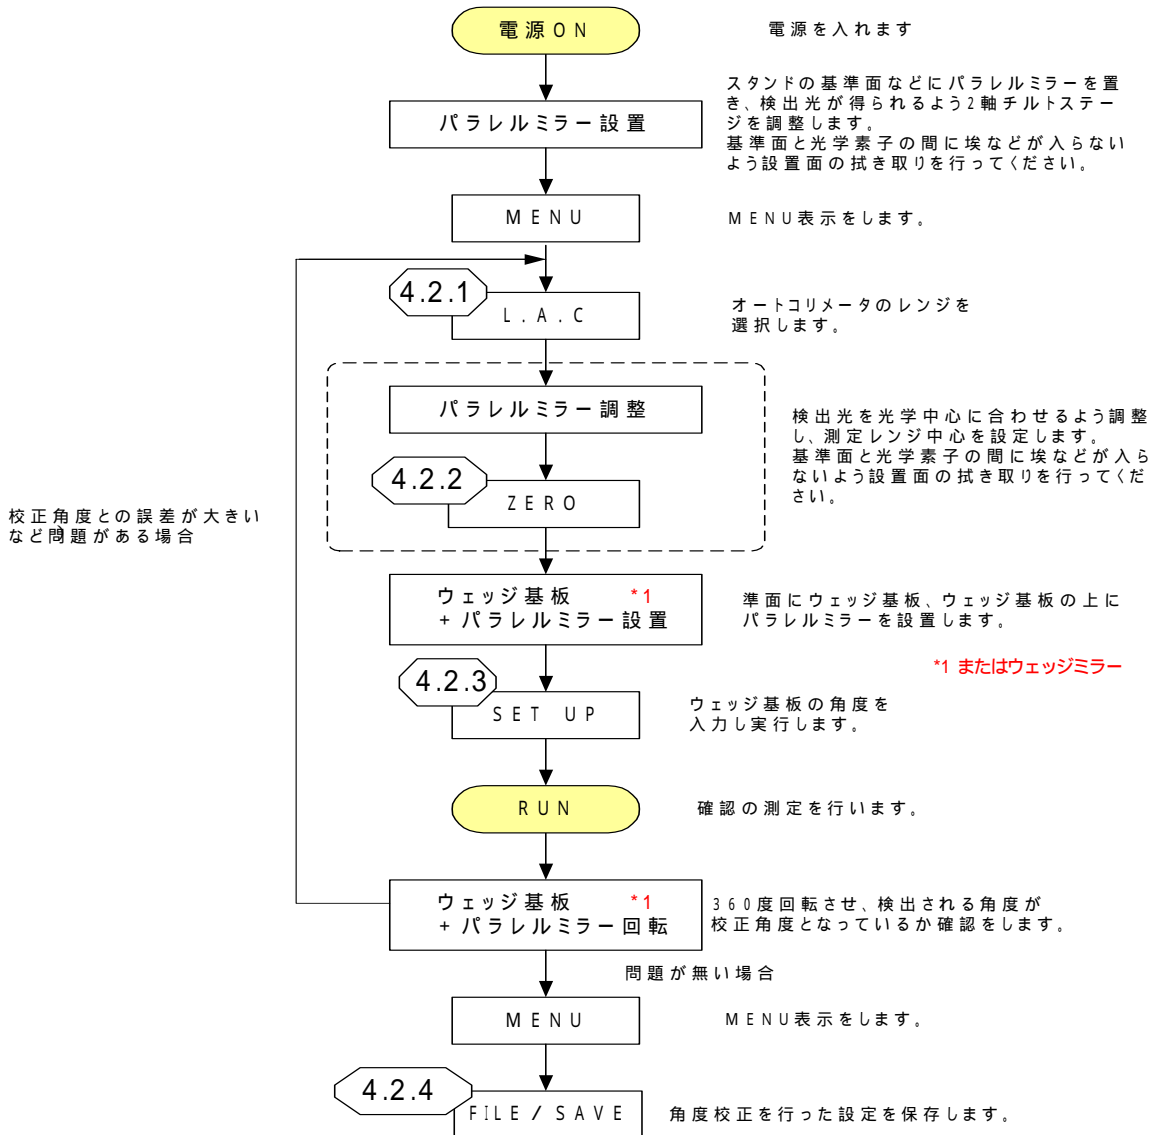 電源ON
電源を入れます
スタンドの基準面などにパラレルミラーを置
き、検出光が得られるよう2軸チルトステー
ジを調整します。
基準面と光学素子の間に埃などが入らない
よう設置面の拭き取りを行ってください。
パラレルミラー設置
MENU
MENU表示をします。
4.2.1
L.A.C
オートコリメータのレンジを
選択します。
パラレルミラー調整
検出光を光学中心に合わせるよう調整
し、測定レンジ中心を設定します。
基準面と光学素子の間に埃などが入ら
ないよう設置面の拭き取りを行ってくだ
さい。
4.2.2
ZERO
校正角度との誤差が大きい
など問題がある場合
ウェッジ基板 *1
+ パラレルミラー設置
準面にウェッジ基板、ウェッジ基板の上に
パラレルミラーを設置します。
*1 またはウェッジミラー
4.2.3
SET UP
ウェッジ基板の角度を
入力し実行します。
RUN
確認の測定を行います。
ウェッジ基板 *1
+ パラレルミラー回転
360度回転させ、検出される角度が
校正角度となっているか確認をします。
問題が無い場合
MENU
MENU表示をします。
4.2.4
FILE/SAVE
角度校正を行った設定を保存します。